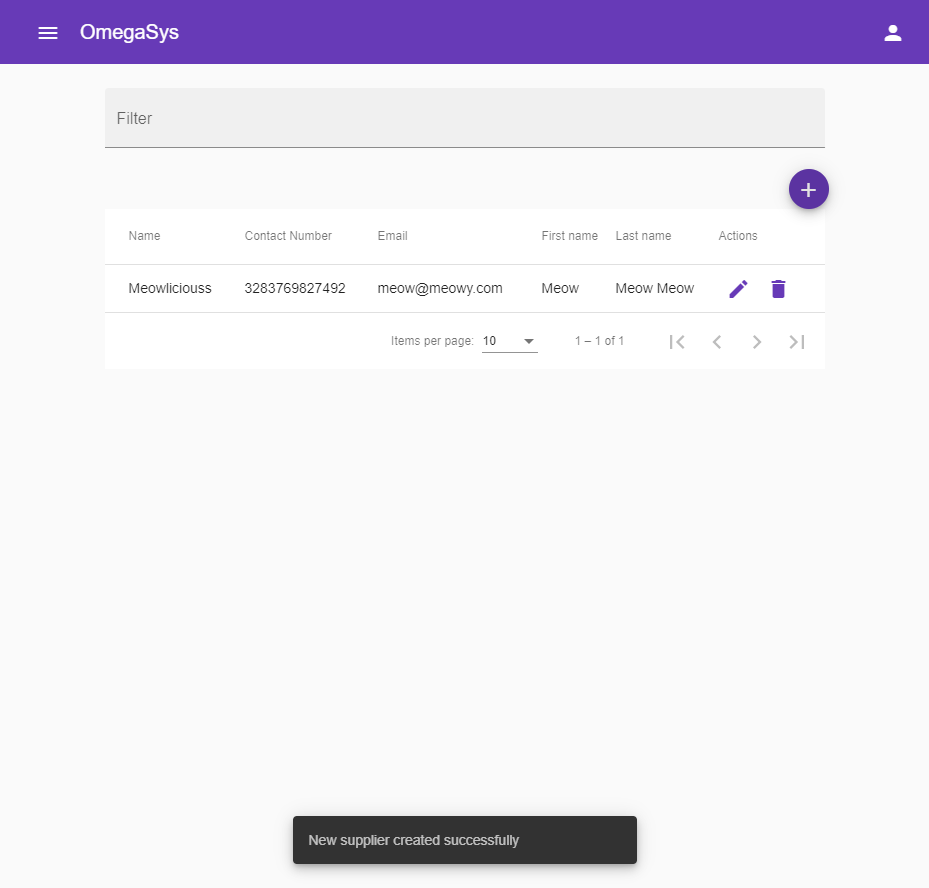 OmegaSys
Filter
Name Contact Number Email First name Last name Actions
Meowliciouss 3283769827492 meow@meowy.com Meow Meow Meow
Items per page: 10 1 – 1 of 1
New supplier created successfully